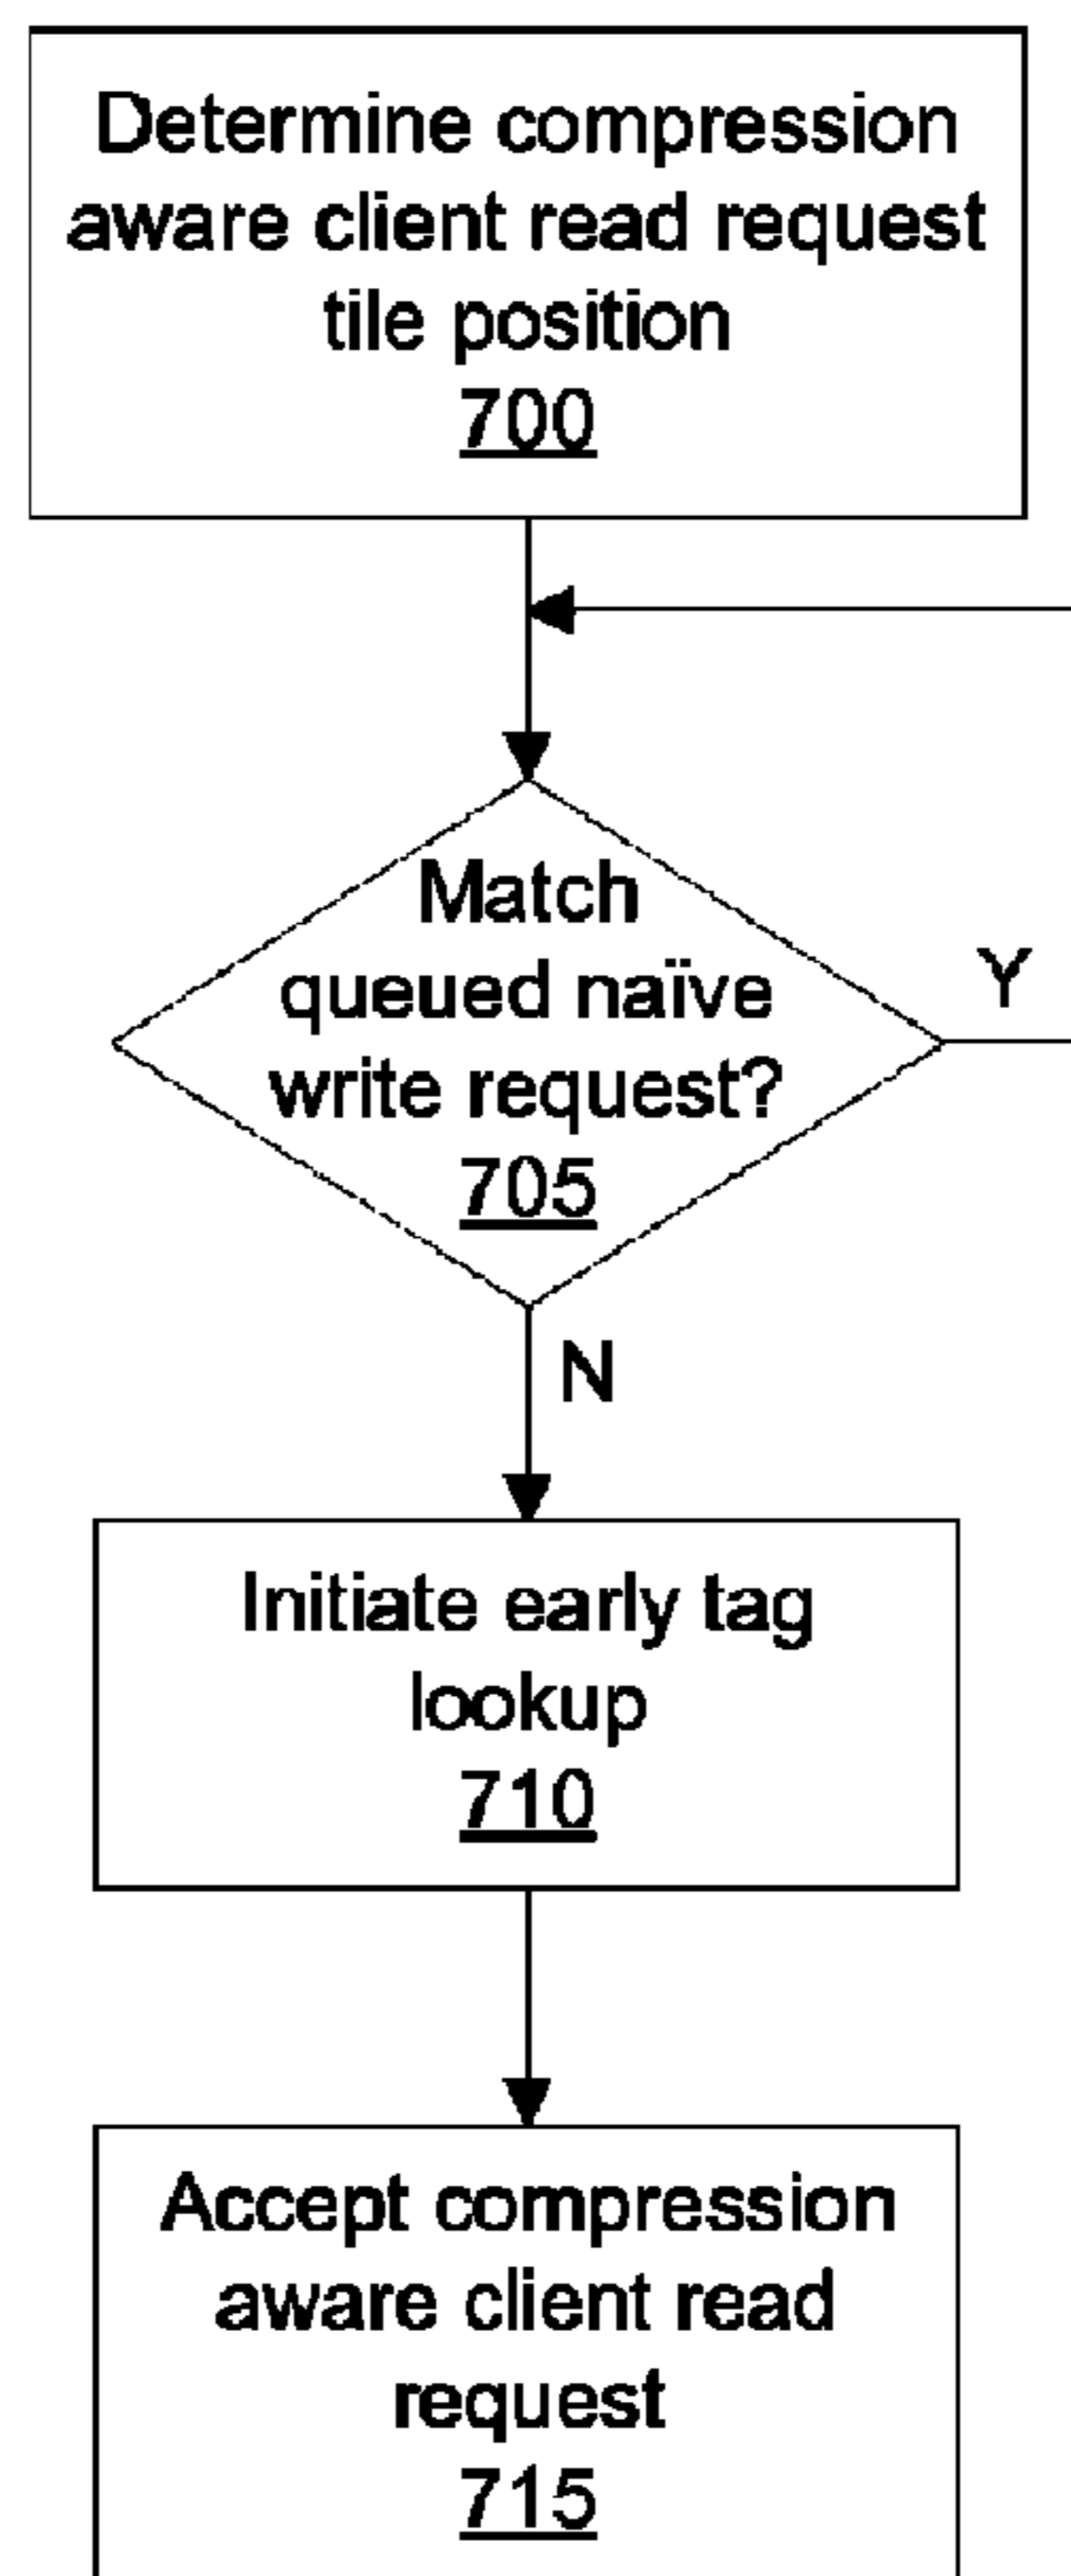 Determine compression
aware client read request
tile position
700
Match
queued naïve
write request?
705
Y
N
Initiate early tag
lookup
710
Accept compression
aware client read
request
715